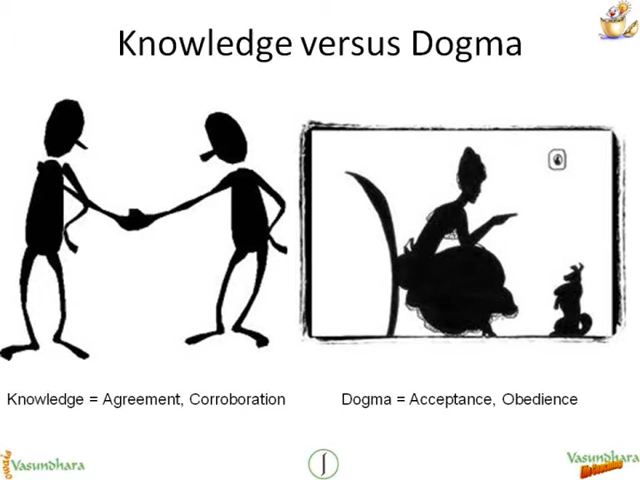 Knowledge versus Dogma
Knowledge = Agreement, Corroboration
Dogma = Acceptance, Obedience
Vasundhara
Vasundhara